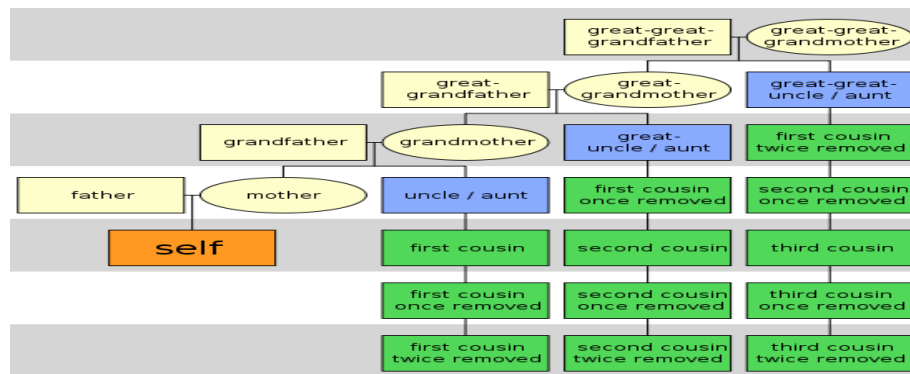 great-great-
grandfather
great-great-
grandmother
great-
grandfather
great-
grandmother
great-great-
uncle / aunt
grandfather
grandmother
great-
uncle / aunt
first cousin
twice removed
father
mother
uncle / aunt
first cousin
once removed
second cousin
once removed
self
first cousin
second cousin
third cousin
first cousin
once removed
second cousin
once removed
third cousin
once removed
first cousin
twice removed
second cousin
twice removed
third cousin
twice removed